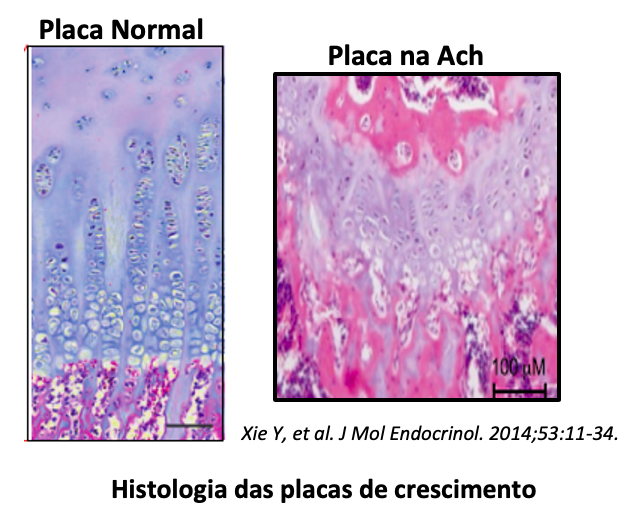 Placa Normal
Placa na Ach
100 uM
Xie Y, et al. J Mol Endocrinol. 2014;53:11-34.
Histologia das placas de crescimento